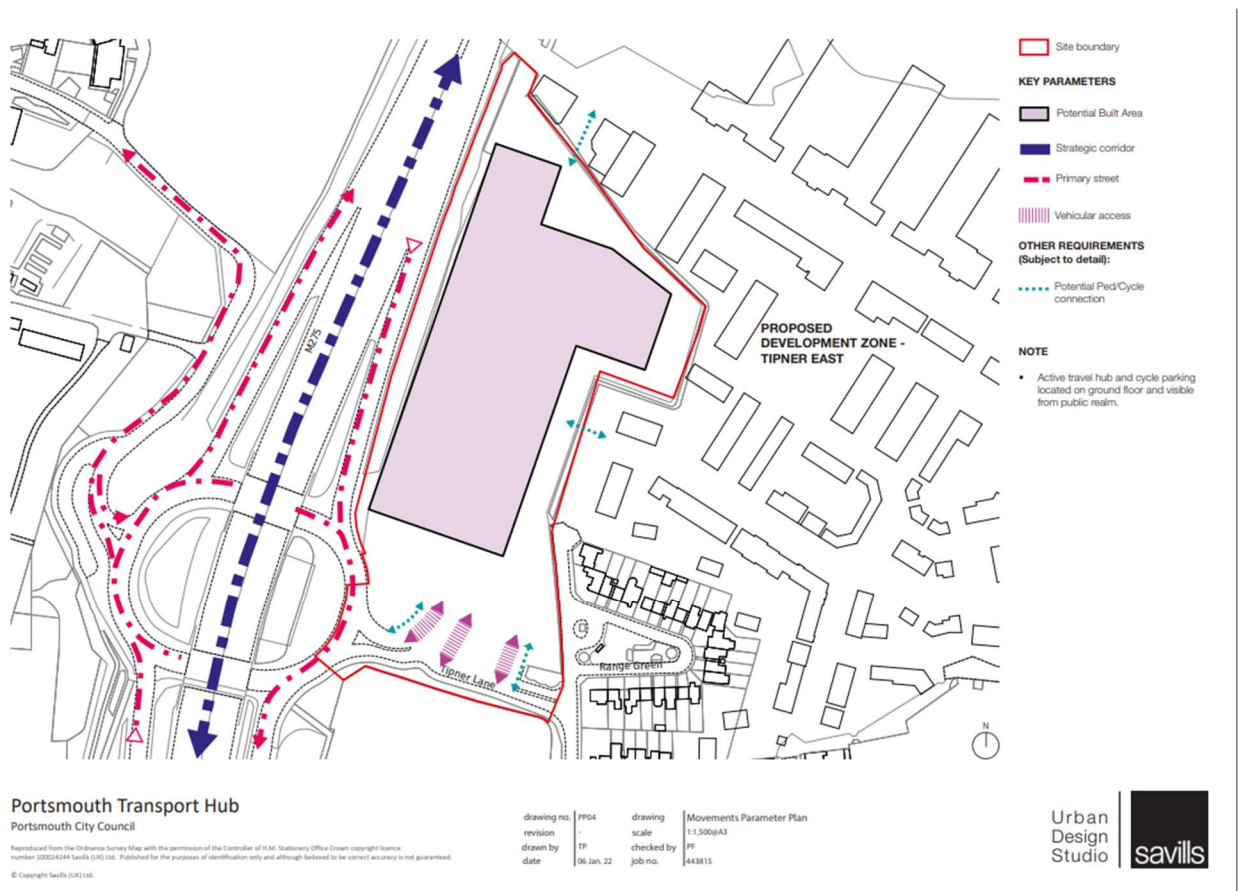 Site boundary
KEY PARAMETERS
Potential Built Area
Strategic corridor
Primary street
Vehicular access
OTHER REQUIREMENTS
(Subject to detail):
Potential Ped/Cycle
connection
NOTE
• Active travel hub and cycle parking
located on ground floor and visible
from public realm.
M275
PROPOSED
DEVELOPMENT ZONE -
TIPNER EAST
Range Green
Tipner Lane
N
Portsmouth Transport Hub
Portsmouth City Council
Reproduced from the Ordnance Survey Map with the permission of the Controller of H.M. Stationery Office Crown copyright licence
number 100024244 Savills (UK) Ltd. Published for the purposes of identification only and although believed to be correct accuracy is not guaranteed.
© Copyright Savills (UK) Ltd.
drawing no. PP04 drawing Movements Parameter Plan
revision - scale 1:1,500@A3
drawn by TP checked by PF
date 06 Jan. 22 job no. 443815
Urban
Design
Studio
savills